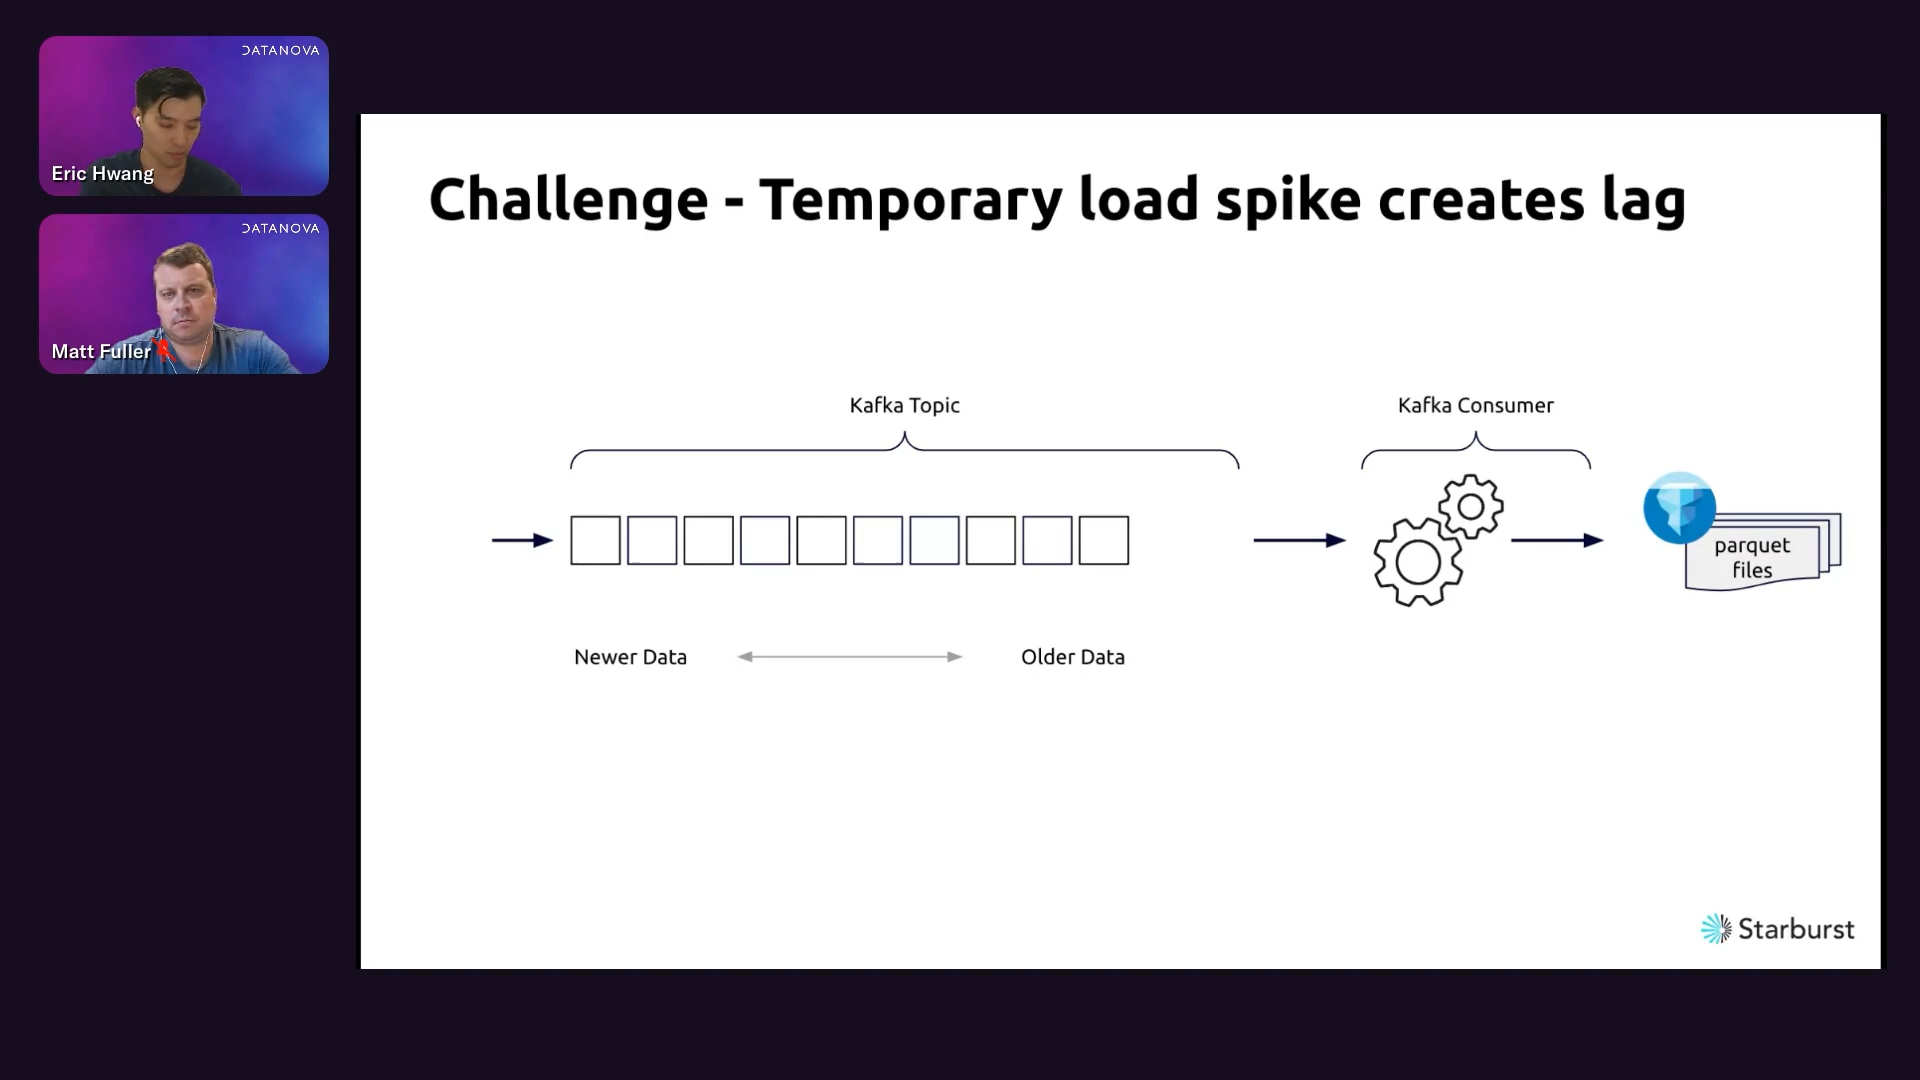 DATANOVA
Eric Hwang
DATANOVA
Matt Fuller
Challenge - Temporary load spike creates lag
Kafka Topic
Kafka Consumer
parquet
files
Newer Data
Older Data
Starburst